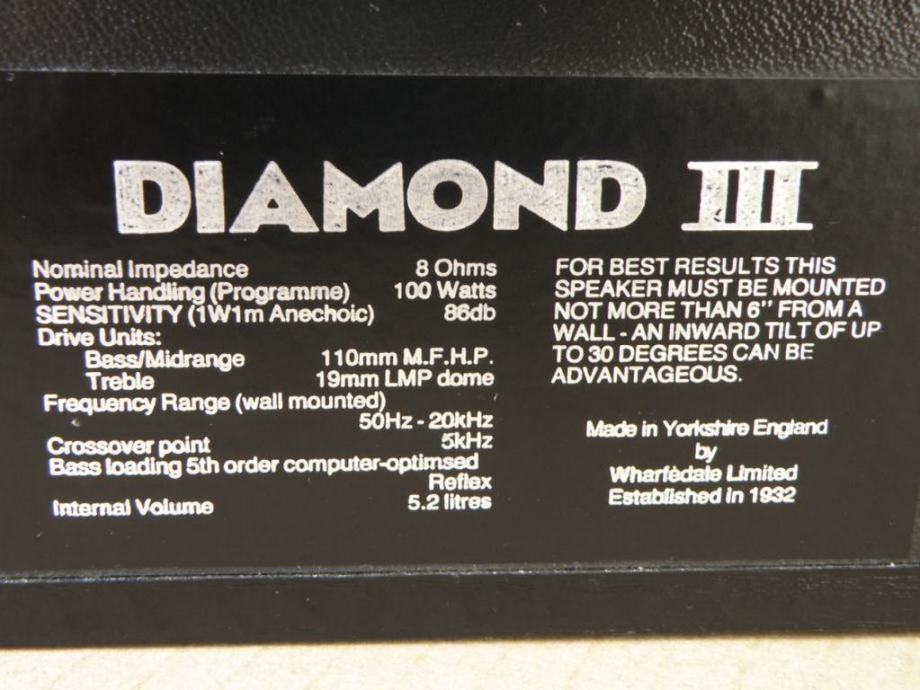 DIAMOND III
Nominal Impedance 8 Ohms
Power Handling (Programme) 100 Watts
SENSITIVITY (1W1m Anechoic) 86db
Drive Units:
Bass/Midrange 110mm M.F.H.P.
Treble 19mm LMP dome
Frequency Range (wall mounted)
50Hz - 20kHz
Crossover point 5kHz
Bass loading 5th order computer-optimsed
Reflex
Internal Volume 5.2 litres
FOR BEST RESULTS THIS
SPEAKER MUST BE MOUNTED
NOT MORE THAN 6" FROM A
WALL - AN INWARD TILT OF UP
TO 30 DEGREES CAN BE
ADVANTAGEOUS.
Made in Yorkshire England
by
Wharfedale Limited
Established in 1932